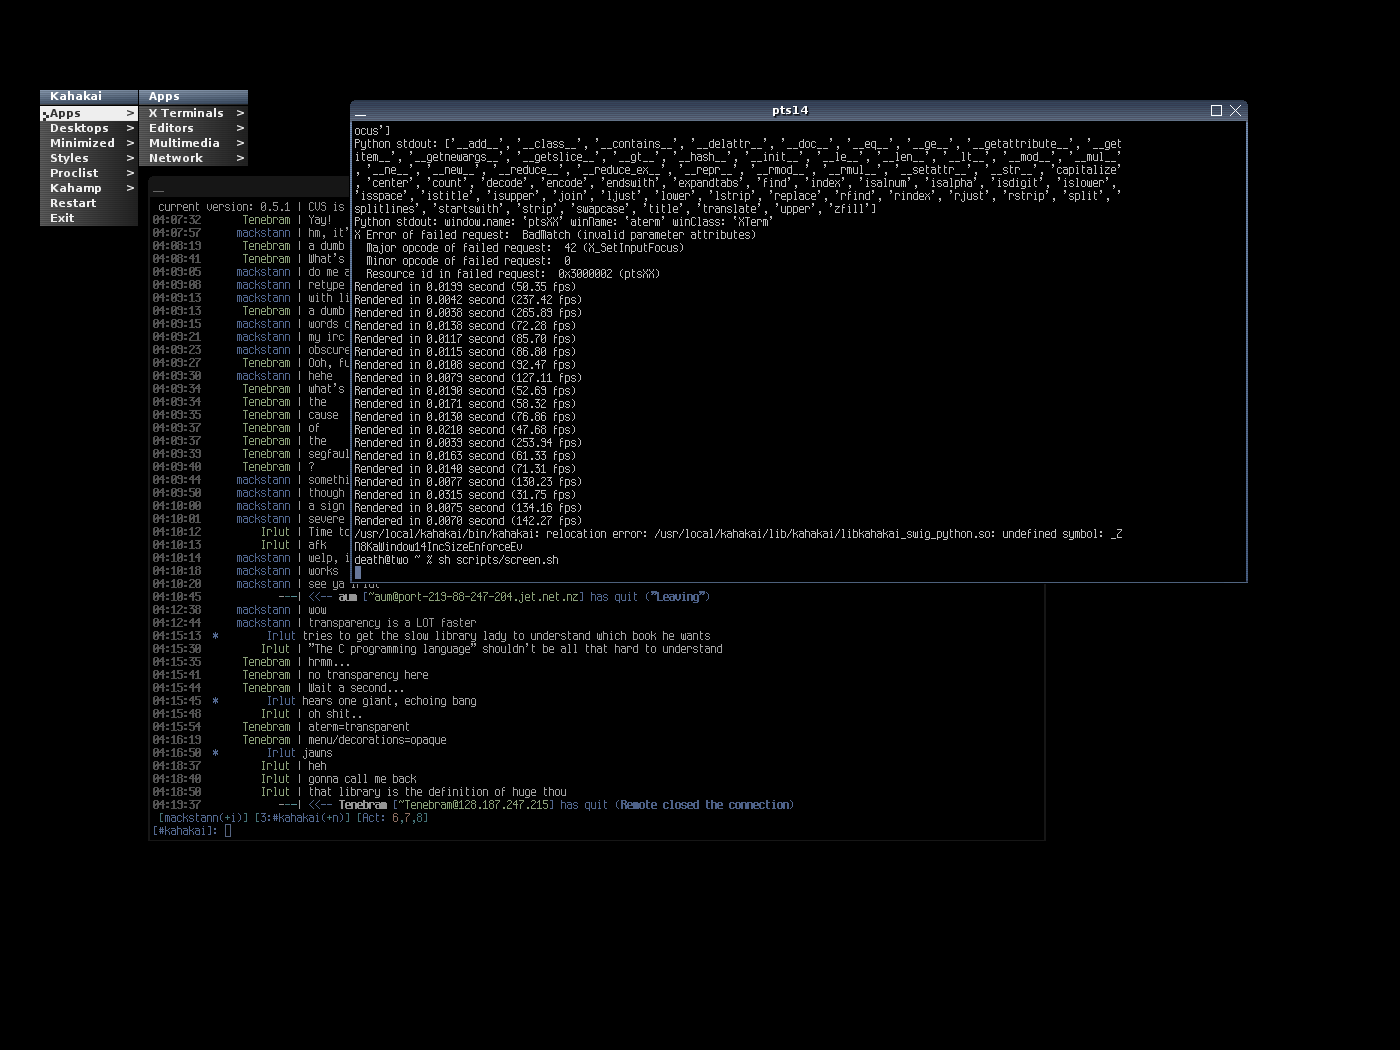 Kahakai
Apps >
Desktops >
Minimized >
Styles >
Proclist >
Kahamp >
Restart
Exit
Apps
X Terminals >
Editors >
Multimedia >
Network >
pts14
ocus']
Python stdout: ['__add__', '__class__', '__contains__', '__delattr__', '__doc__', '__eq__', '__ge__', '__getattribute__', '__get
item__', '__getnewargs__', '__getslice__', '__gt__', '__hash__', '__init__', '__le__', '__len__', '__lt__', '__mod__', '__mul__'
, '__ne__', '__new__', '__reduce__', '__reduce_ex__', '__repr__', '__rmod__', '__rmul__', '__setattr__', '__str__', 'capitalize'
, 'center', 'count', 'decode', 'encode', 'endswith', 'expandtabs', 'find', 'index', 'isalnum', 'isalpha', 'isdigit', 'islower',
'isspace', 'istitle', 'isupper', 'join', 'ljust', 'lower', 'lstrip', 'replace', 'rfind', 'rindex', 'rjust', 'rstrip', 'split', '
splitlines', 'startswith', 'strip', 'swapcase', 'title', 'translate', 'upper', 'zfill']
Python stdout: window.name: 'ptsXX' winName: 'aterm' winClass: 'XTerm'
X Error of failed request:  BadMatch (invalid parameter attributes)
  Major opcode of failed request:  42 (X_SetInputFocus)
  Minor opcode of failed request:  0
  Resource id in failed request:  0x3000002 (ptsXX)
Rendered in 0.0199 second (50.35 fps)
Rendered in 0.0042 second (237.42 fps)
Rendered in 0.0038 second (265.89 fps)
Rendered in 0.0138 second (72.28 fps)
Rendered in 0.0117 second (85.70 fps)
Rendered in 0.0115 second (86.80 fps)
Rendered in 0.0108 second (92.47 fps)
Rendered in 0.0079 second (127.11 fps)
Rendered in 0.0190 second (52.69 fps)
Rendered in 0.0171 second (58.32 fps)
Rendered in 0.0130 second (76.86 fps)
Rendered in 0.0210 second (47.68 fps)
Rendered in 0.0039 second (253.94 fps)
Rendered in 0.0163 second (61.33 fps)
Rendered in 0.0140 second (71.31 fps)
Rendered in 0.0077 second (130.23 fps)
Rendered in 0.0315 second (31.75 fps)
Rendered in 0.0075 second (134.16 fps)
Rendered in 0.0070 second (142.27 fps)
/usr/local/kahakai/bin/kahakai: relocation error: /usr/local/kahakai/lib/kahakai/libkahakai_swig_python.so: undefined symbol: _Z
N8KaWindow14IncSizeEnforceEv
death@two ~ % sh scripts/screen.sh
current version: 0.5.1 | CVS is
04:07:32 Tenebram | Yay!
04:07:57 mackstann | hm, it'
04:08:19 Tenebram | a dumb
04:08:41 Tenebram | What's
04:09:05 mackstann | do me a
04:09:08 mackstann | retype
04:09:13 mackstann | with li
04:09:13 Tenebram | a dumb
04:09:15 mackstann | words o
04:09:21 mackstann | my irc
04:09:23 mackstann | obscure
04:09:27 Tenebram | Ooh, fu
04:09:30 mackstann | hehe
04:09:34 Tenebram | what's
04:09:34 Tenebram | the
04:09:35 Tenebram | cause
04:09:37 Tenebram | of
04:09:37 Tenebram | the
04:09:39 Tenebram | segfaul
04:09:40 Tenebram | ?
04:09:44 mackstann | somethi
04:09:50 mackstann | though
04:10:00 mackstann | a sign
04:10:01 mackstann | severe
04:10:12 Irlut | Time to
04:10:13 Irlut | afk
04:10:14 mackstann | welp, i
04:10:18 mackstann | works
04:10:20 mackstann | see ya Irlut
04:10:45 ---| <<-- aum [~aum@port-219-88-247-204.jet.net.nz] has quit ("Leaving")
04:12:38 mackstann | wow
04:12:44 mackstann | transparency is a LOT faster
04:15:13 * Irlut tries to get the slow library lady to understand which book he wants
04:15:30 Irlut | "The C programming language" shouldn't be all that hard to understand
04:15:35 Tenebram | hrmm...
04:15:41 Tenebram | no transparency here
04:15:44 Tenebram | Wait a second...
04:15:45 * Irlut hears one giant, echoing bang
04:15:48 Irlut | oh shit..
04:15:54 Tenebram | aterm=transparent
04:16:19 Tenebram | menu/decorations=opaque
04:16:50 * Irlut jawns
04:18:37 Irlut | heh
04:18:40 Irlut | gonna call me back
04:18:50 Irlut | that library is the definition of huge thou
04:19:37 ---| <<-- Tenebram [~Tenebram@128.187.247.215] has quit (Remote closed the connection)
[mackstann(+i)] [3:#kahakai(+n)] [Act: 6,7,8]
[#kahakai]: